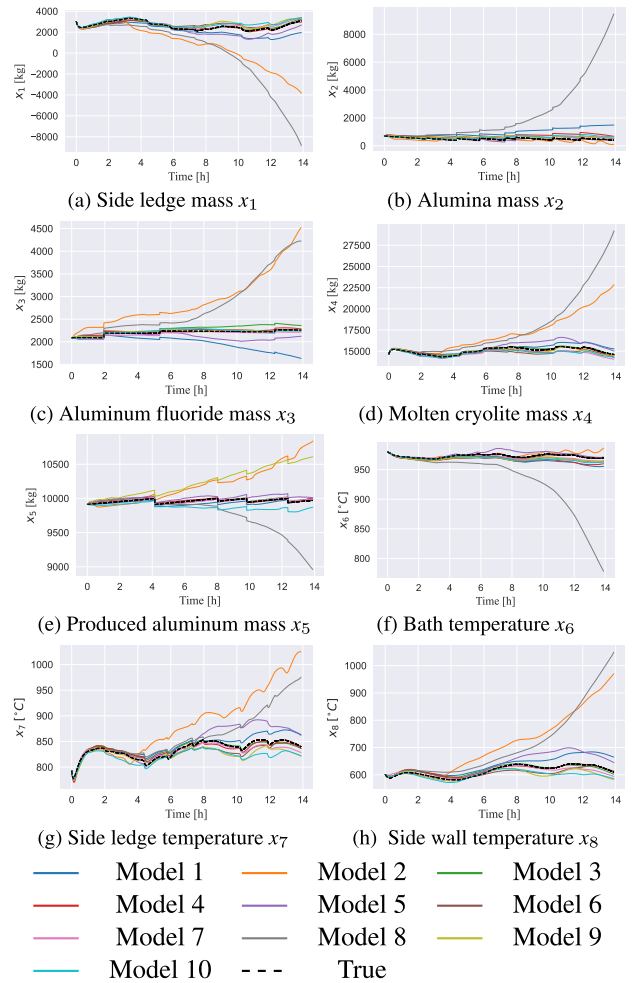 4000
2000
0
−2000
−4000
−6000
−8000
x1 [kg]
0 2 4 6 8 10 12 14
Time [h]
(a) Side ledge mass x1
8000
6000
4000
2000
0
x2 [kg]
0 2 4 6 8 10 12 14
Time [h]
(b) Alumina mass x2
4500
4000
3500
3000
2500
2000
1500
x3 [kg]
0 2 4 6 8 10 12 14
Time [h]
(c) Aluminum fluoride mass x3
27500
25000
22500
20000
17500
15000
x4 [kg]
0 2 4 6 8 10 12 14
Time [h]
(d) Molten cryolite mass x4
10500
10000
9500
9000
x5 [kg]
0 2 4 6 8 10 12 14
Time [h]
(e) Produced aluminum mass x5
950
900
850
800
x6 [°C]
0 2 4 6 8 10 12 14
Time [h]
(f) Bath temperature x6
1000
950
900
850
800
x7 [°C]
0 2 4 6 8 10 12 14
Time [h]
(g) Side ledge temperature x7
1000
900
800
700
600
x8 [°C]
0 2 4 6 8 10 12 14
Time [h]
(h) Side wall temperature x8
Model 1 Model 2 Model 3
Model 4 Model 5 Model 6
Model 7 Model 8 Model 9
Model 10 True